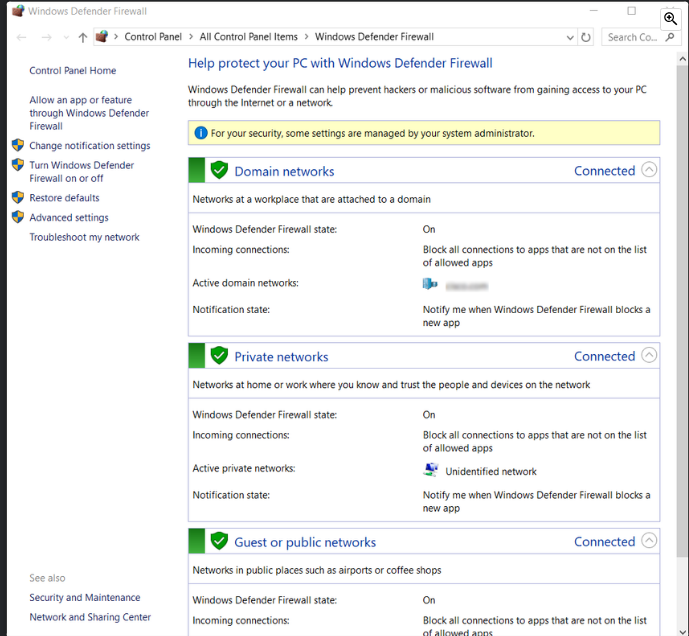 Windows Defender Firewall
Control Panel > All Control Panel Items > Windows Defender Firewall
Search Co...
Control Panel Home
Allow an app or feature
through Windows Defender
Firewall
Change notification settings
Turn Windows Defender
Firewall on or off
Restore defaults
Advanced settings
Troubleshoot my network
See also
Security and Maintenance
Network and Sharing Center
Help protect your PC with Windows Defender Firewall
Windows Defender Firewall can help prevent hackers or malicious software from gaining access to your PC
through the Internet or a network.
For your security, some settings are managed by your system administrator.
Domain networks Connected
Networks at a workplace that are attached to a domain
Windows Defender Firewall state: On
Incoming connections: Block all connections to apps that are not on the list
of allowed apps
Active domain networks:
Notification state: Notify me when Windows Defender Firewall blocks a
new app
Private networks Connected
Networks at home or work where you know and trust the people and devices on the network
Windows Defender Firewall state: On
Incoming connections: Block all connections to apps that are not on the list
of allowed apps
Active private networks: Unidentified network
Notification state: Notify me when Windows Defender Firewall blocks a
new app
Guest or public networks Connected
Networks in public places such as airports or coffee shops
Windows Defender Firewall state: On
Incoming connections: Block all connections to apps that are not on the list
of allowed apps